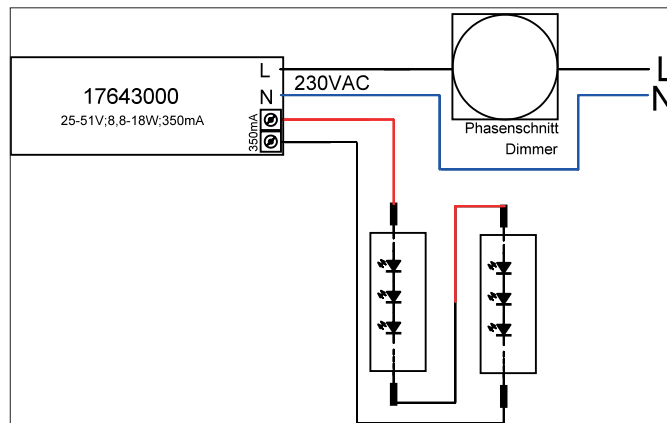 L
17643000
230VAC
N
25-51V;8,8-18W;350mA
350mA
L
N
Phasenschnitt
Dimmer